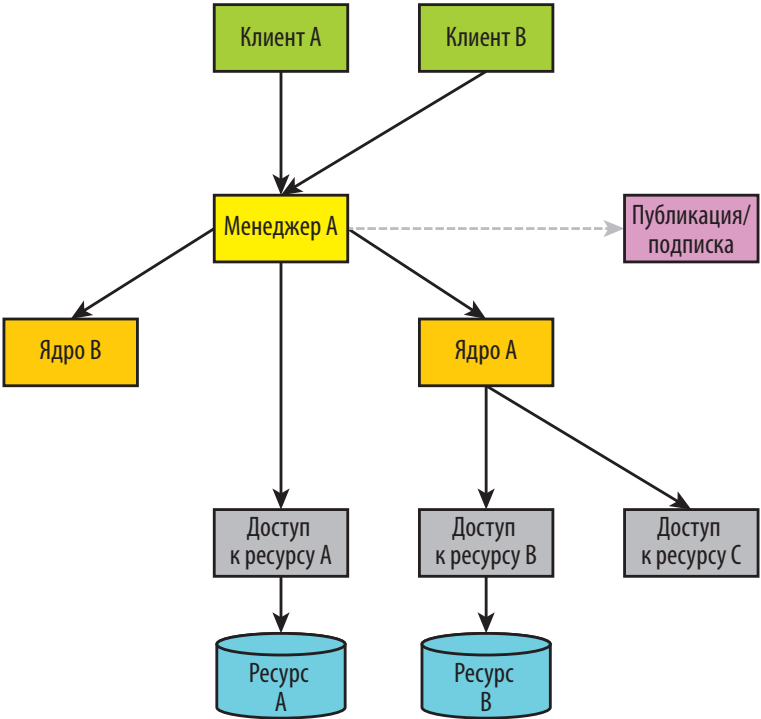 Клиент A
Клиент B
Менеджер A
Публикация/
подписка
Ядро B
Ядро A
Доступ
к ресурсу A
Доступ
к ресурсу B
Доступ
к ресурсу C
Ресурс
A
Ресурс
B